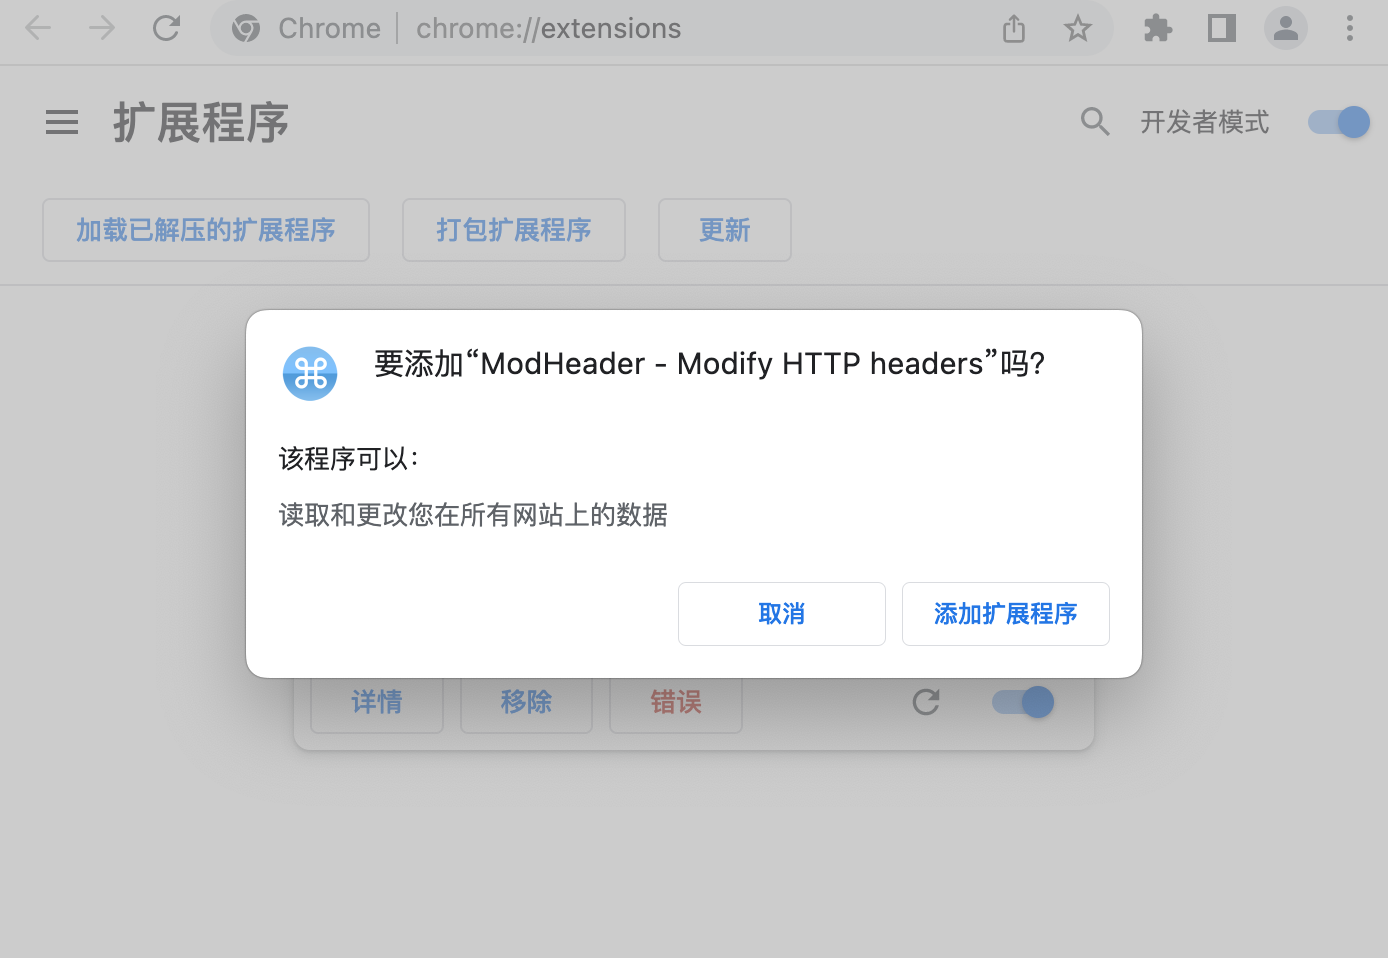 Chrome | chrome://extensions
扩展程序
开发者模式
加载已解压的扩展程序 打包扩展程序 更新
要添加“ModHeader - Modify HTTP headers”吗?
该程序可以：
读取和更改您在所有网站上的数据
取消 添加扩展程序
详情 移除 错误